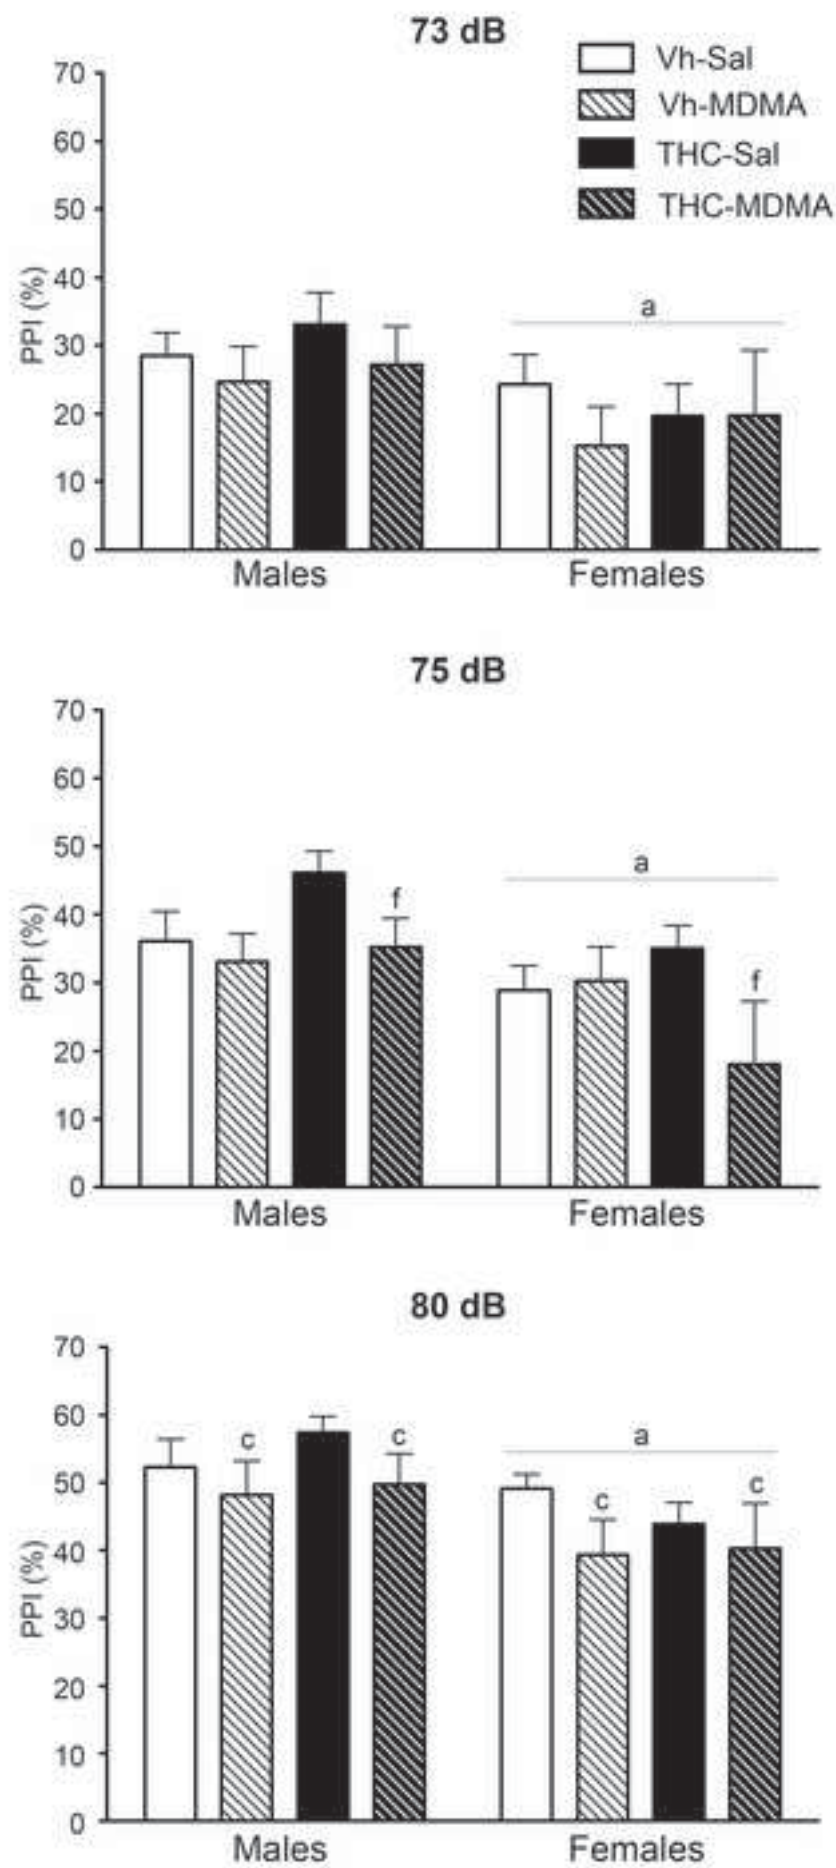 73 dB
Vh-Sal
Vh-MDMA
THC-Sal
THC-MDMA
70
60
50
40
30
20
10
0
PPI (%)
a
Males
Females
75 dB
70
60
50
40
30
20
10
0
PPI (%)
f
a
f
Males
Females
80 dB
70
60
50
40
30
20
10
0
PPI (%)
c
c
a
c
c
Males
Females